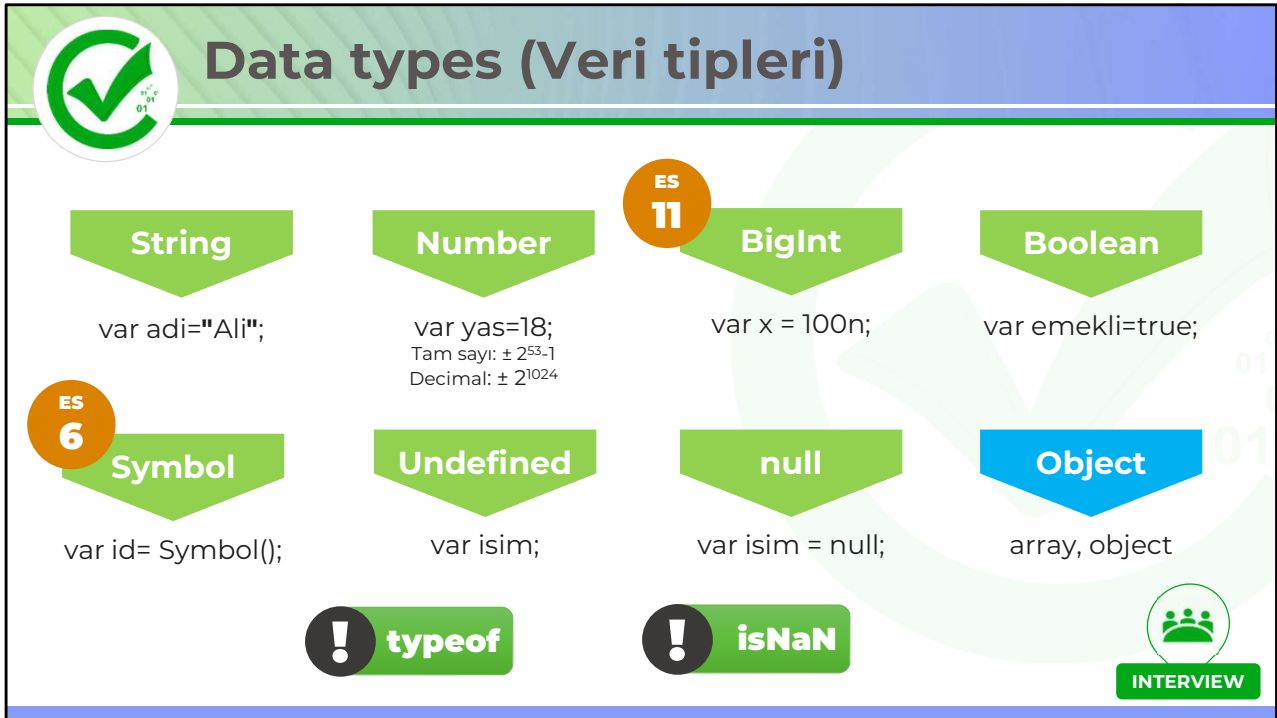 Data types (Veri tipleri)
01
String
var adi="Ali";
Number
var yas=18;
Tam sayı: ± 2⁵³-1
Decimal: ± 2¹⁰²⁴
ES
11
BigInt
var x = 100n;
Boolean
var emekli=true;
ES
6
Symbol
var id= Symbol();
Undefined
var isim;
null
var isim = null;
Object
array, object
! typeof
! isNaN
INTERVIEW